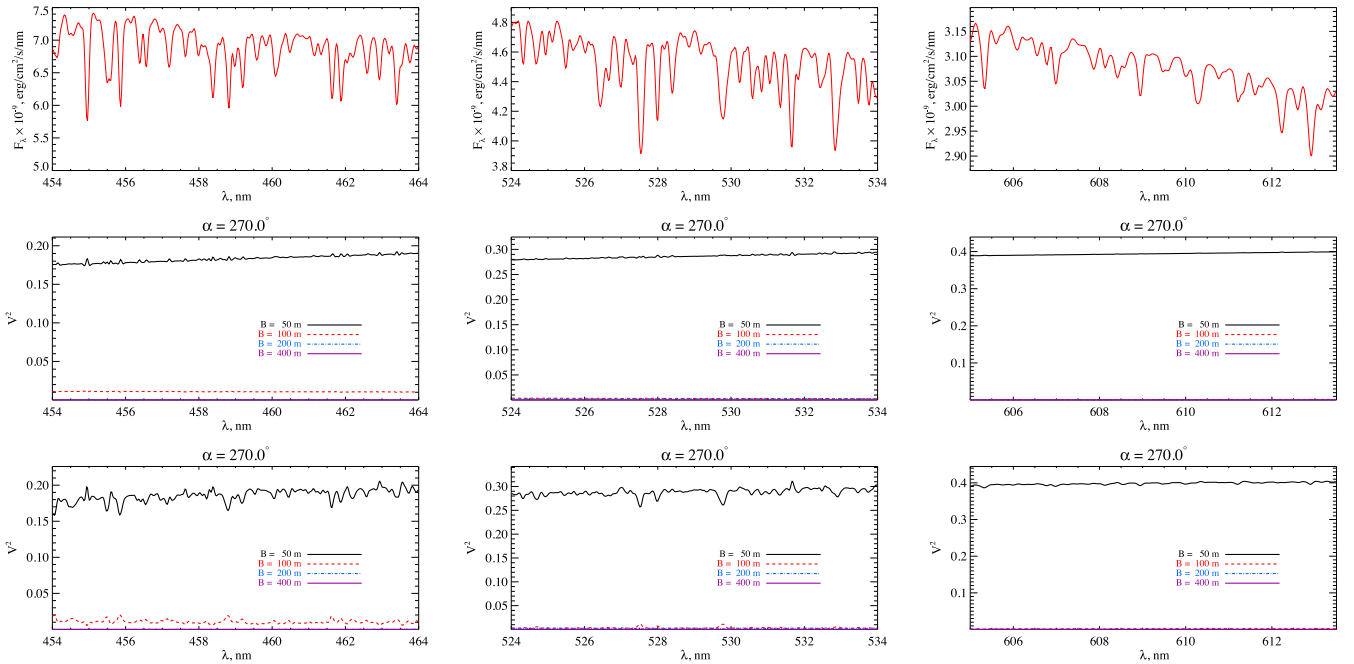 F_λ × 10^-9, erg/cm²/s/nm
7.5
7.0
6.5
6.0
5.5
5.0
454 456 458 460 462 464
λ, nm
F_λ × 10^-9, erg/cm²/s/nm
4.8
4.6
4.4
4.2
4.0
3.8
524 526 528 530 532 534
λ, nm
F_λ × 10^-9, erg/cm²/s/nm
3.15
3.10
3.05
3.00
2.95
2.90
606 608 610 612
λ, nm
α = 270.0°
V²
0.20
0.15
0.10
0.05
B = 50 m
B = 100 m
B = 200 m
B = 400 m
454 456 458 460 462 464
λ, nm
α = 270.0°
V²
0.30
0.25
0.20
0.15
0.10
0.05
B = 50 m
B = 100 m
B = 200 m
B = 400 m
524 526 528 530 532 534
λ, nm
α = 270.0°
V²
0.4
0.3
0.2
0.1
B = 50 m
B = 100 m
B = 200 m
B = 400 m
606 608 610 612
λ, nm
α = 270.0°
V²
0.20
0.15
0.10
0.05
B = 50 m
B = 100 m
B = 200 m
B = 400 m
454 456 458 460 462 464
λ, nm
α = 270.0°
V²
0.30
0.25
0.20
0.15
0.10
0.05
B = 50 m
B = 100 m
B = 200 m
B = 400 m
524 526 528 530 532 534
λ, nm
α = 270.0°
V²
0.4
0.3
0.2
0.1
B = 50 m
B = 100 m
B = 200 m
B = 400 m
606 608 610 612
λ, nm